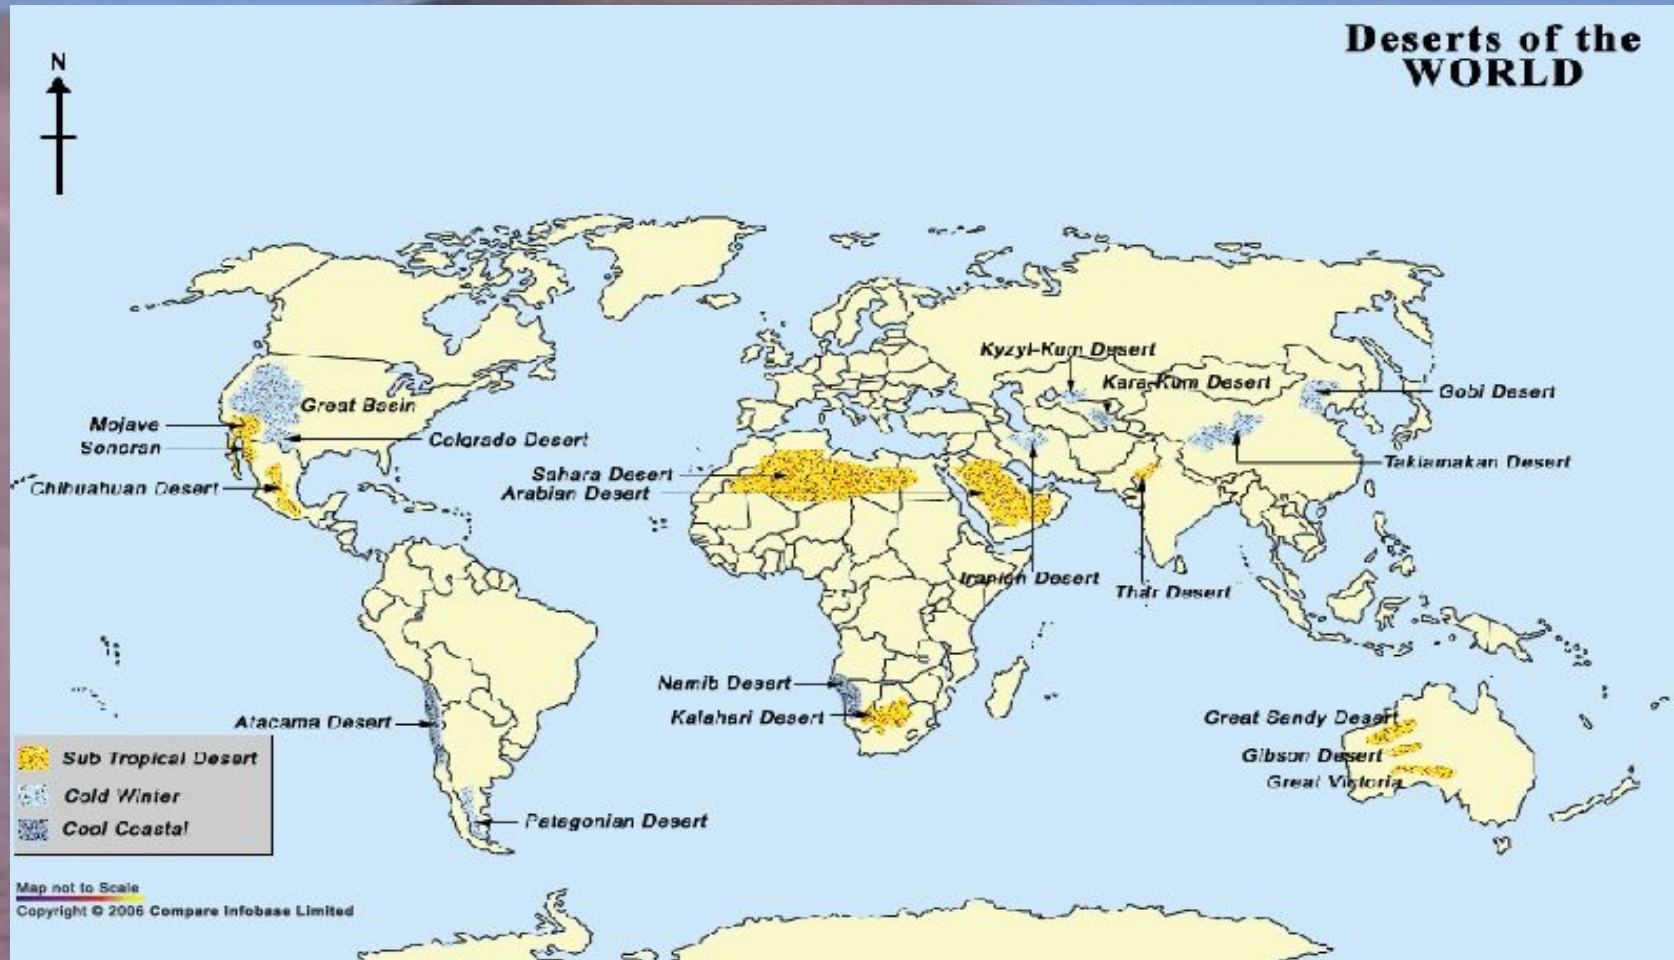 Deserts of the
WORLD
N
Kyzyl-Kum Desert
Kara-Kum Desert
Gobi Desert
Great Basin
Mojave
Colorado Desert
Sonoran
Taklamakan Desert
Sahara Desert
Chihuahuan Desert
Arabian Desert
Iranian Desert
Thar Desert
Namib Desert
Kalahari Desert
Great Sandy Desert
Atacama Desert
Gibson Desert
Great Victoria
Sub Tropical Desert
Cold Winter
Cool Coastal
Patagonian Desert
Map not to Scale
Copyright © 2006 Compare Infobase Limited